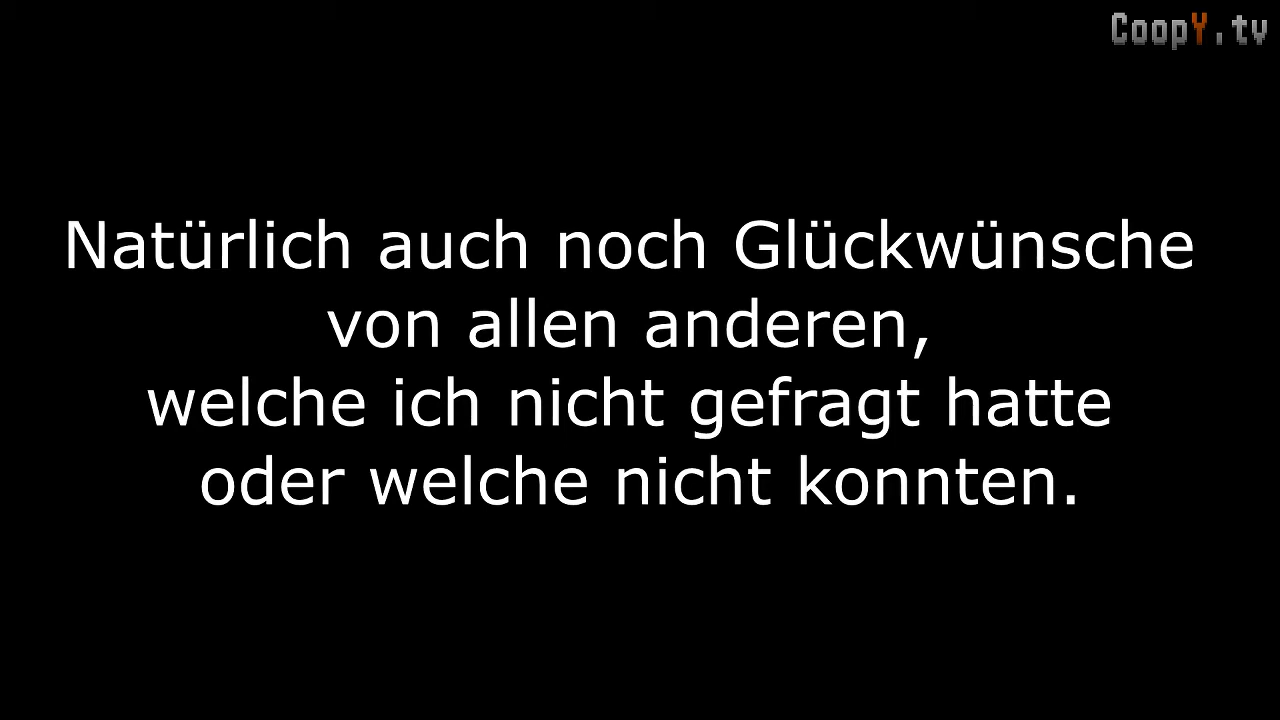 CoopY.tv
Natürlich auch noch Glückwünsche
von allen anderen,
welche ich nicht gefragt hatte
oder welche nicht konnten.